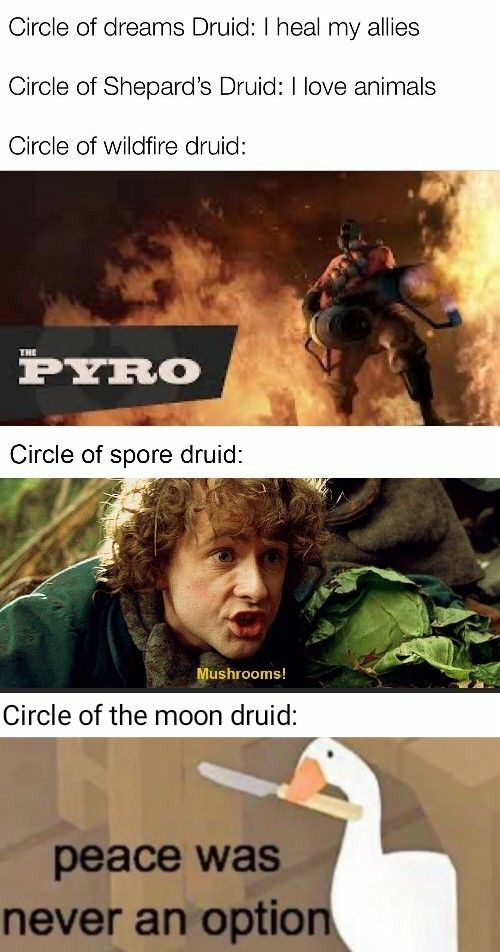 Circle of dreams Druid: I heal my allies
Circle of Shepard’s Druid: I love animals
Circle of wildfire druid:
THE
PYRO
Circle of spore druid:
Mushrooms!
Circle of the moon druid:
peace was
never an option